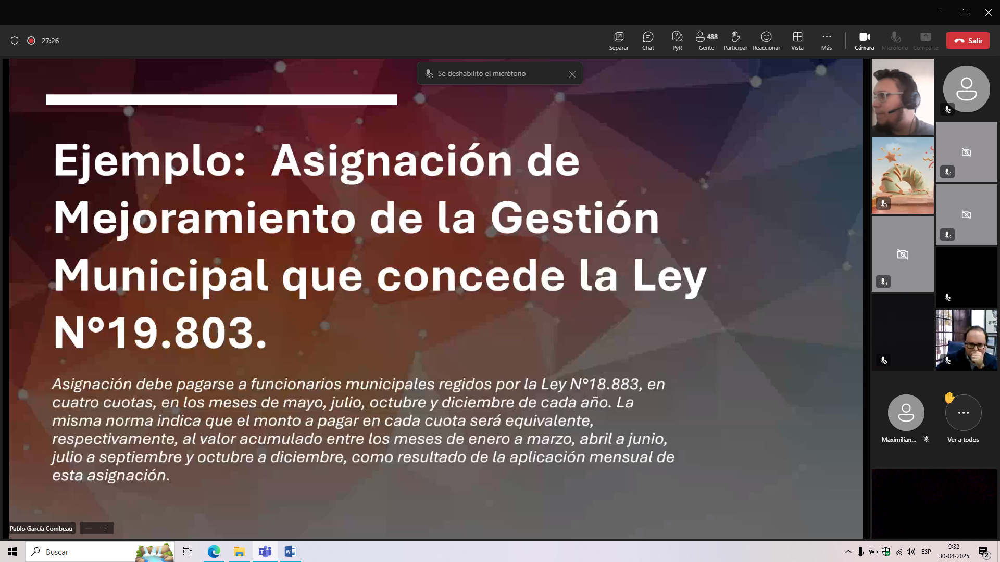 27:26
Separar
Chat
PyR
488
Gente
Participar
Reaccionar
Vista
Más
Cámara
Micrófono
Comparte
Salir
Se deshabilitó el micrófono
Ejemplo: Asignación de
Mejoramiento de la Gestión
Municipal que concede la Ley
N°19.803.
Asignación debe pagarse a funcionarios municipales regidos por la Ley N°18.883, en
cuatro cuotas, en los meses de mayo, julio, octubre y diciembre de cada año. La
misma norma indica que el monto a pagar en cada cuota será equivalente,
respectivamente, al valor acumulado entre los meses de enero a marzo, abril a junio,
julio a septiembre y octubre a diciembre, como resultado de la aplicación mensual de
esta asignación.
Maximilian...
Ver a todos
Pablo García Combeau
Buscar
ESP
9:32
30-04-2025
2